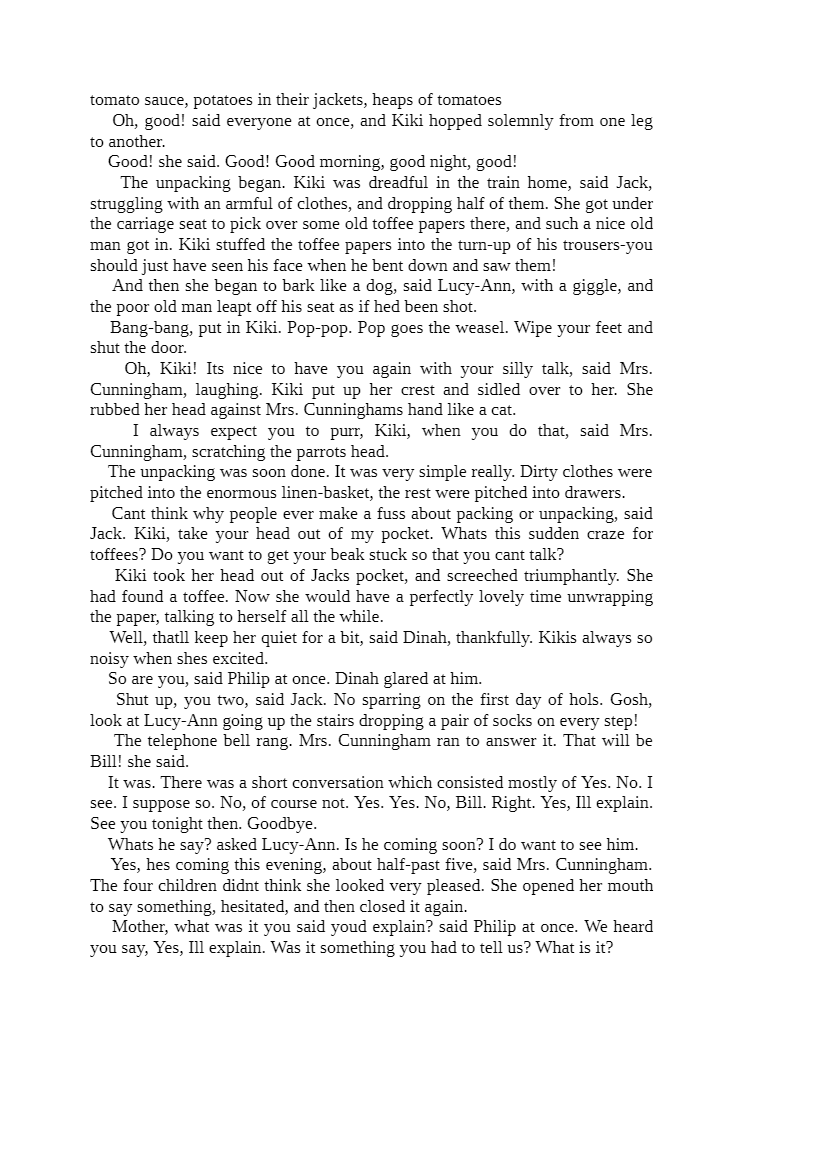 tomato sauce, potatoes in their jackets, heaps of tomatoes
Oh, good! said everyone at once, and Kiki hopped solemnly from one leg
to another.
Good! she said. Good! Good morning, good night, good!
The unpacking began. Kiki was dreadful in the train home, said Jack,
struggling with an armful of clothes, and dropping half of them. She got under
the carriage seat to pick over some old toffee papers there, and such a nice old
man got in. Kiki stuffed the toffee papers into the turn-up of his trousers-you
should just have seen his face when he bent down and saw them!
And then she began to bark like a dog, said Lucy-Ann, with a giggle, and
the poor old man leapt off his seat as if hed been shot.
Bang-bang, put in Kiki. Pop-pop. Pop goes the weasel. Wipe your feet and
shut the door.
Oh, Kiki! Its nice to have you again with your silly talk, said Mrs.
Cunningham, laughing. Kiki put up her crest and sidled over to her. She
rubbed her head against Mrs. Cunninghams hand like a cat.
I always expect you to purr, Kiki, when you do that, said Mrs.
Cunningham, scratching the parrots head.
The unpacking was soon done. It was very simple really. Dirty clothes were
pitched into the enormous linen-basket, the rest were pitched into drawers.
Cant think why people ever make a fuss about packing or unpacking, said
Jack. Kiki, take your head out of my pocket. Whats this sudden craze for
toffees? Do you want to get your beak stuck so that you cant talk?
Kiki took her head out of Jacks pocket, and screeched triumphantly. She
had found a toffee. Now she would have a perfectly lovely time unwrapping
the paper, talking to herself all the while.
Well, thatll keep her quiet for a bit, said Dinah, thankfully. Kikis always so
noisy when shes excited.
So are you, said Philip at once. Dinah glared at him.
Shut up, you two, said Jack. No sparring on the first day of hols. Gosh,
look at Lucy-Ann going up the stairs dropping a pair of socks on every step!
The telephone bell rang. Mrs. Cunningham ran to answer it. That will be
Bill! she said.
It was. There was a short conversation which consisted mostly of Yes. No. I
see. I suppose so. No, of course not. Yes. Yes. No, Bill. Right. Yes, Ill explain.
See you tonight then. Goodbye.
Whats he say? asked Lucy-Ann. Is he coming soon? I do want to see him.
Yes, hes coming this evening, about half-past five, said Mrs. Cunningham.
The four children didnt think she looked very pleased. She opened her mouth
to say something, hesitated, and then closed it again.
Mother, what was it you said youd explain? said Philip at once. We heard
you say, Yes, Ill explain. Was it something you had to tell us? What is it?